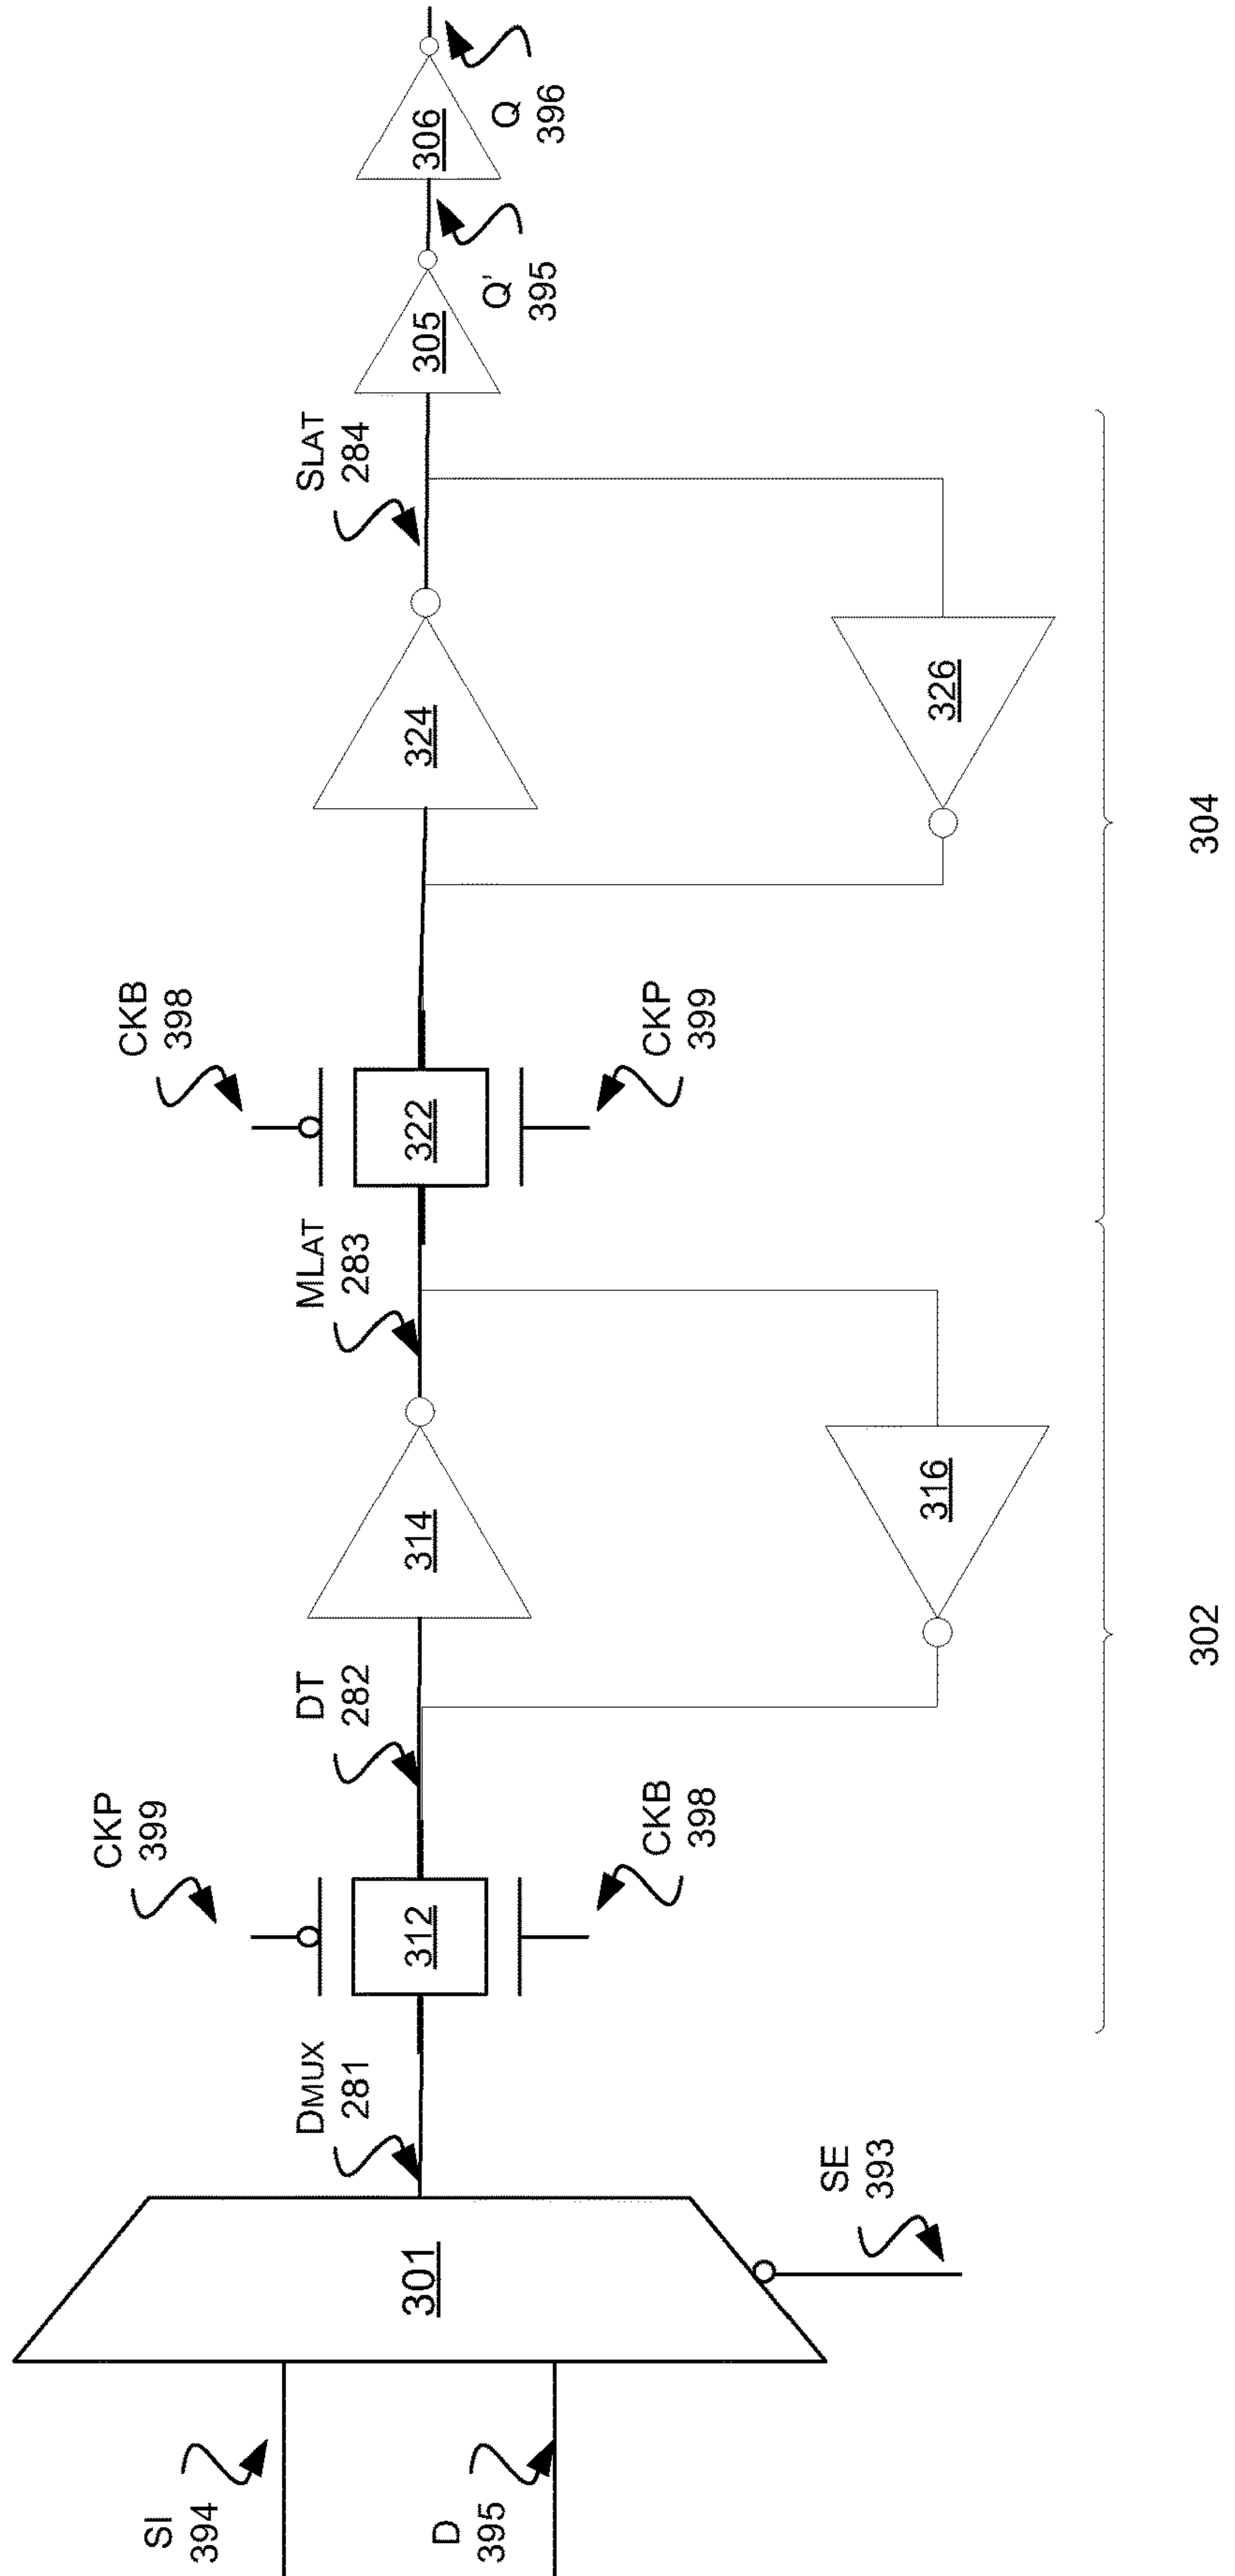 SI
394
D
395
301
SE
393
DMUX
281
CKP
399
312
CKB
398
DT
282
314
316
302
MLAT
283
CKB
398
322
CKP
399
324
326
304
SLAT
284
305
Q'
395
306
Q
396